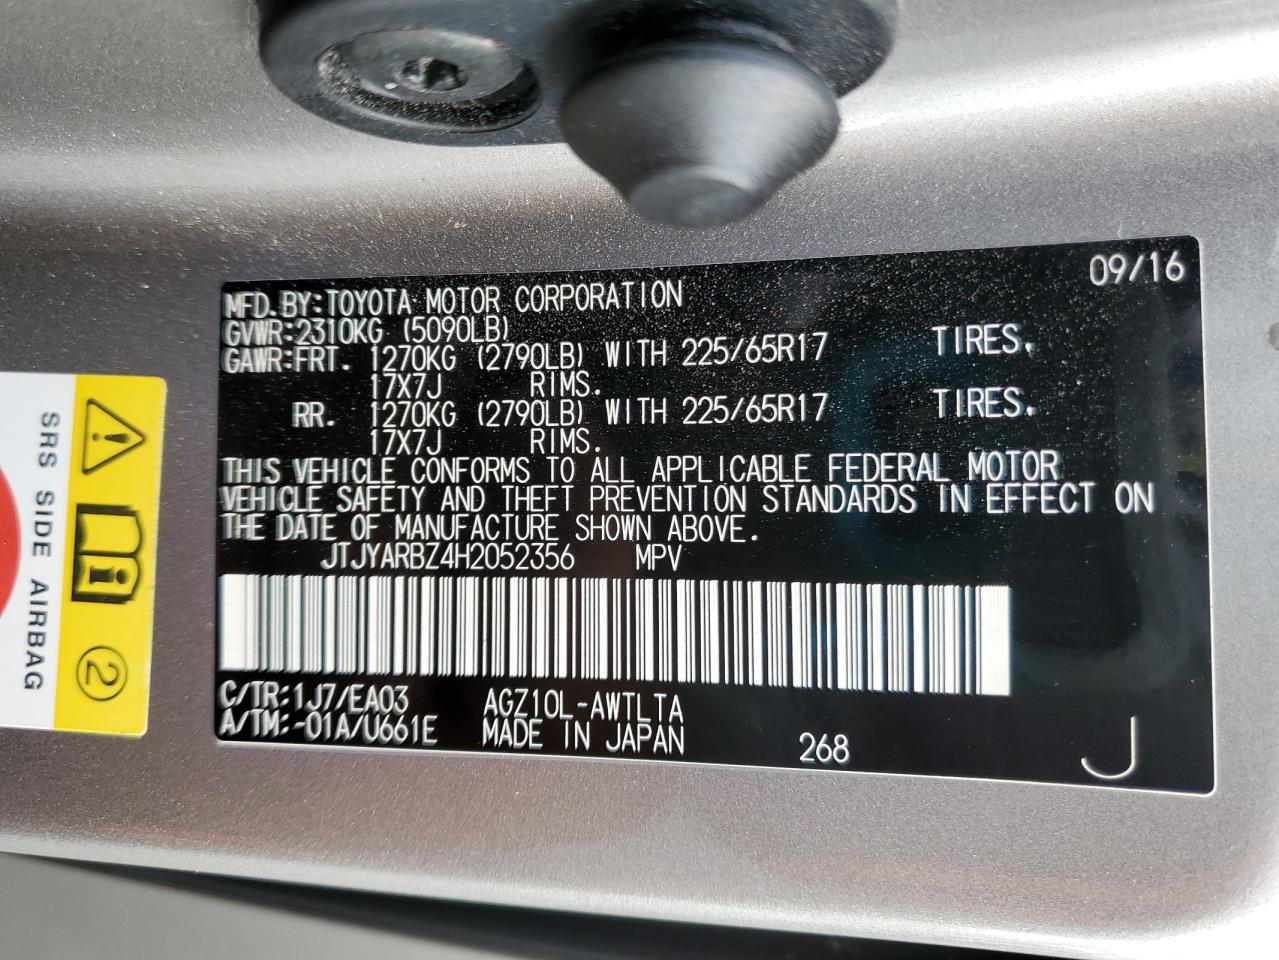 09/16
MFD.BY:TOYOTA MOTOR CORPORATION
GVWR:2310KG (5090LB)
GAWR:FRT. 1270KG (2790LB) WITH 225/65R17 TIRES.
17X7J RIMS.
RR. 1270KG (2790LB) WITH 225/65R17 TIRES.
17X7J RIMS.
THIS VEHICLE CONFORMS TO ALL APPLICABLE FEDERAL MOTOR
VEHICLE SAFETY AND THEFT PREVENTION STANDARDS IN EFFECT ON
THE DATE OF MANUFACTURE SHOWN ABOVE.
JTJYARBZ4H2052356 MPV
C/TR:1J7/EA03 AGZ10L-AWTLTA
A/TM:-01A/U661E MADE IN JAPAN 268 J
SRS SIDE AIRBAG
2